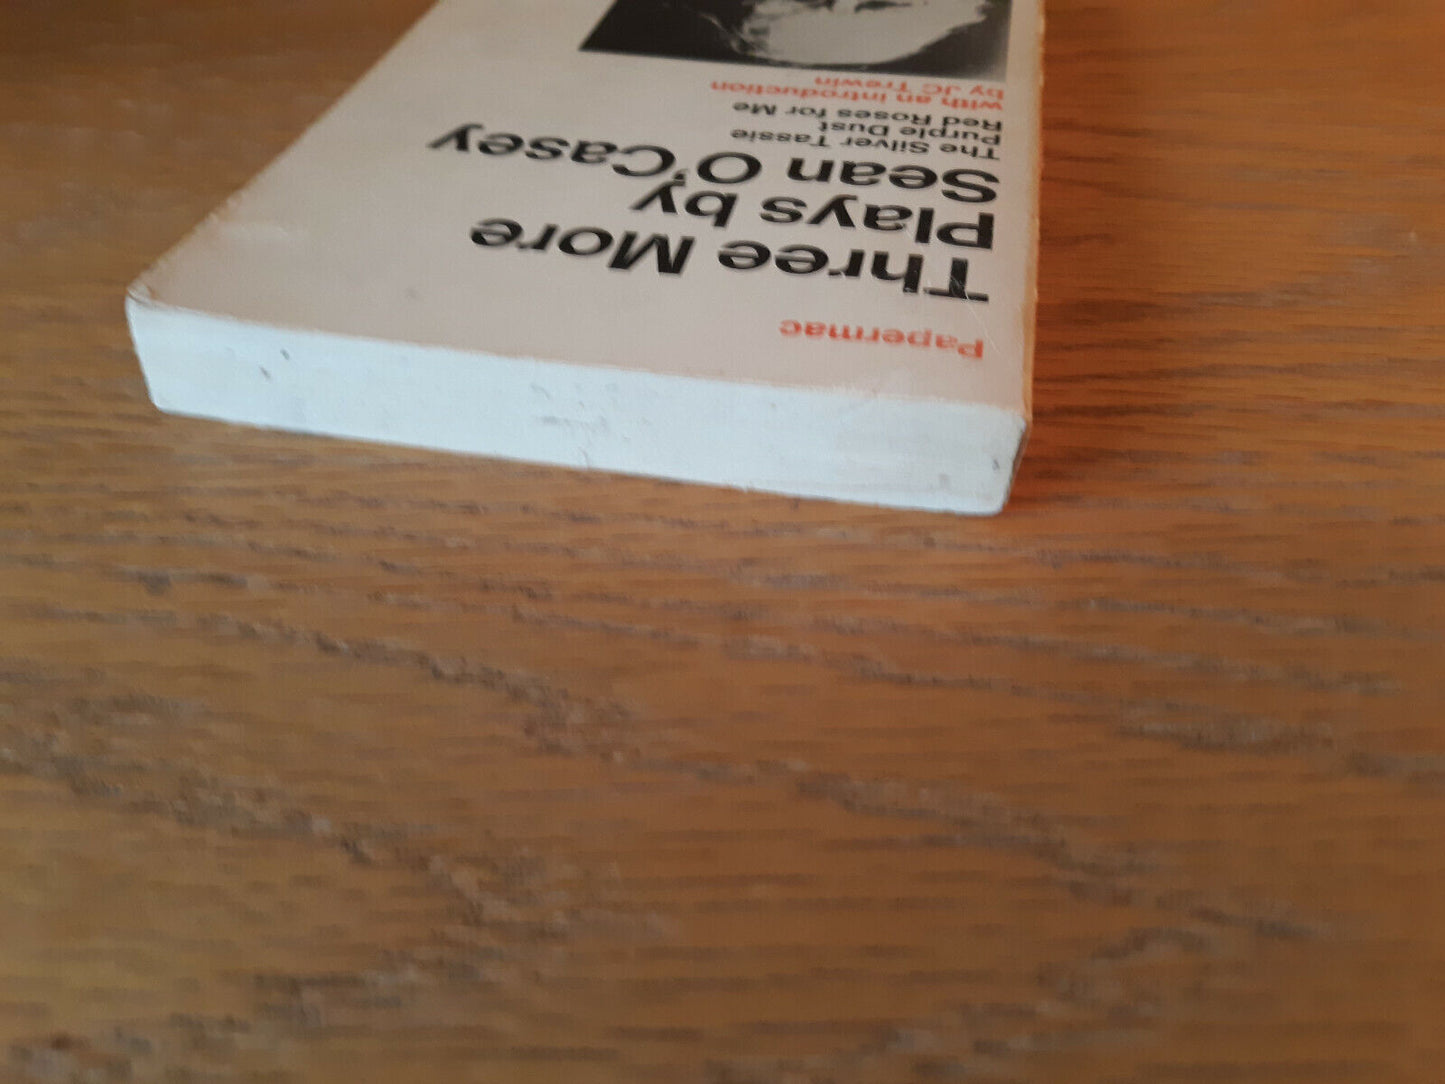 Papermac
Three More
Plays by
Sean O'Casey
The Silver Tassie
Purple Dust
Red Roses for Me
with an introduction
by JC Trewin